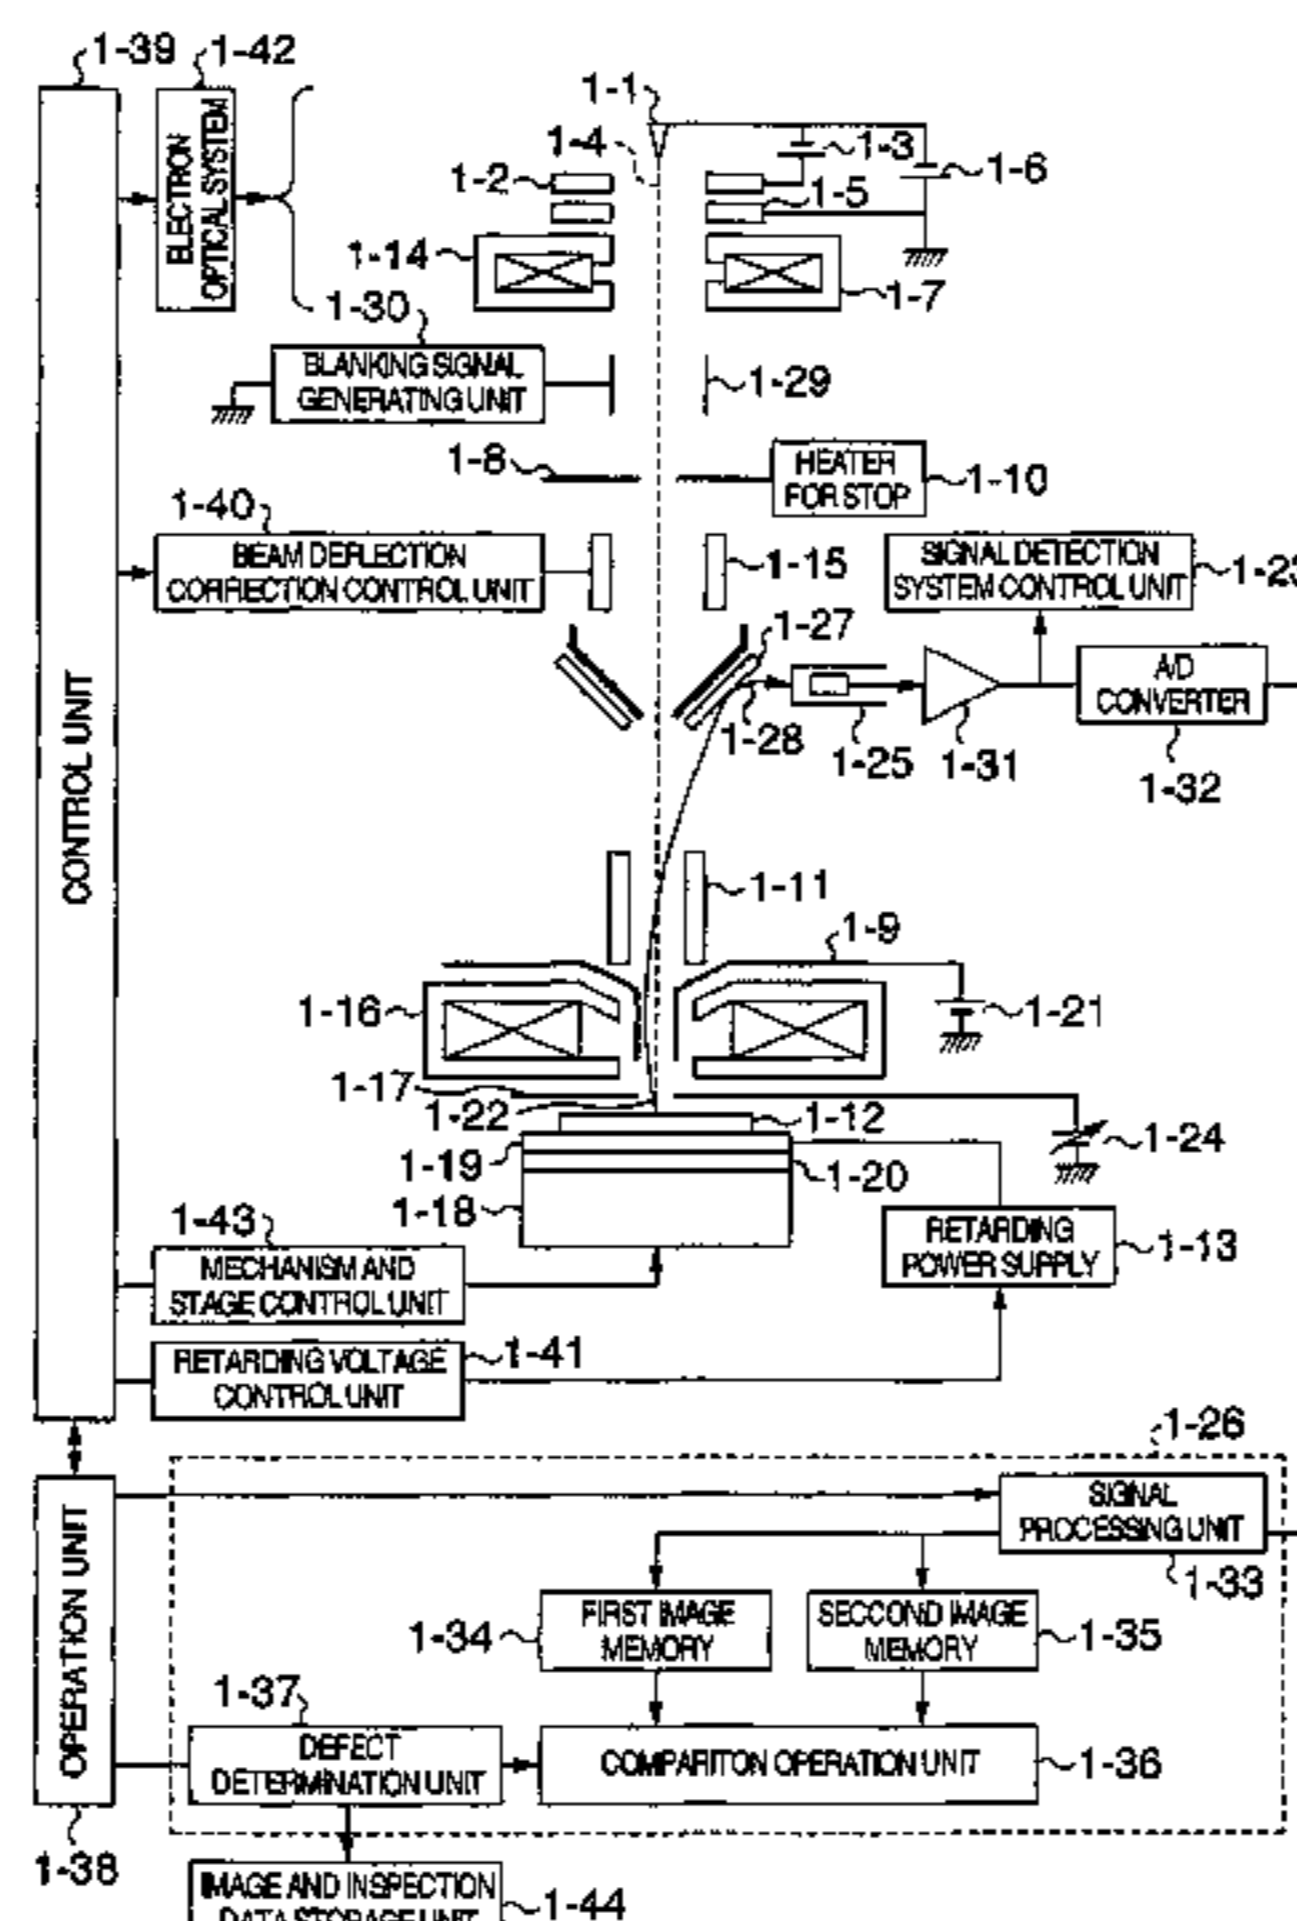 1-39
1-42
1-1
1-4
1-3
1-6
1-2
1-5
ELECTRON
OPTICAL SYSTEM
1-14
1-7
1-30
BLANKING SIGNAL
GENERATING UNIT
1-29
1-8
HEATER
FOR STOP
1-10
1-40
BEAM DEFLECTION
CORRECTION CONTROL UNIT
1-15
SIGNAL DETECTION
SYSTEM CONTROL UNIT
1-23
1-27
1-28
1-25
1-31
A/D
CONVERTER
1-32
CONTROL UNIT
1-11
1-9
1-16
1-21
1-17
1-22
1-12
1-24
1-19
1-20
1-18
1-43
MECHANISM AND
STAGE CONTROL UNIT
RETARDING
POWER SUPPLY
1-13
RETARDING VOLTAGE
CONTROL UNIT
1-41
1-26
SIGNAL
PROCESSING UNIT
1-33
OPERATION UNIT
1-34
FIRST IMAGE
MEMORY
SECCOND IMAGE
MEMORY
1-35
1-37
DEFECT
DETERMINATION UNIT
COMPARITON OPERATION UNIT
1-36
1-38
IMAGE AND INSPECTION
DATA STORAGE UNIT
1-44